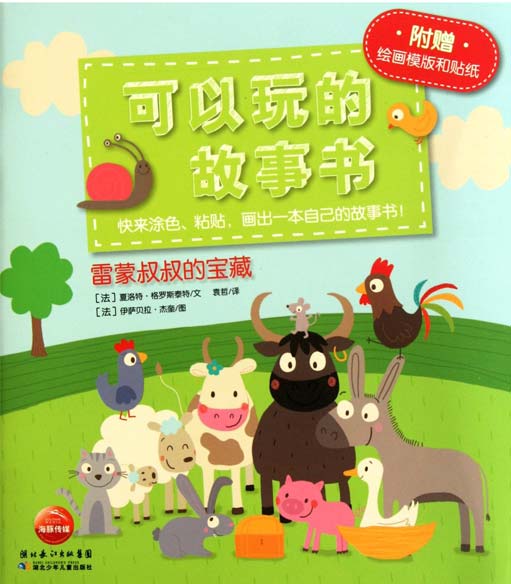 附赠
绘画模版和贴纸
可以玩的
故事书
快来涂色、粘贴，画出一本自己的故事书！
雷蒙叔叔的宝藏
［法］夏洛特·格罗斯泰特/文 袁哲/译
［法］伊萨贝拉·杰奎/图
海豚传媒
湖北长江出版集团
湖北少年儿童出版社